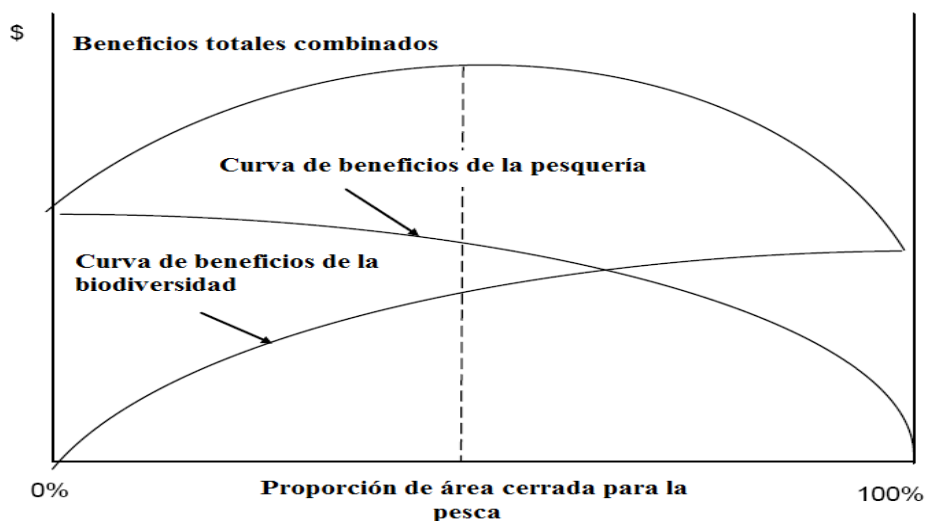 $
Beneficios totales combinados
Curva de beneficios de la pesquería
Curva de beneficios de la
biodiversidad
0%
Proporción de área cerrada para la
pesca
100%